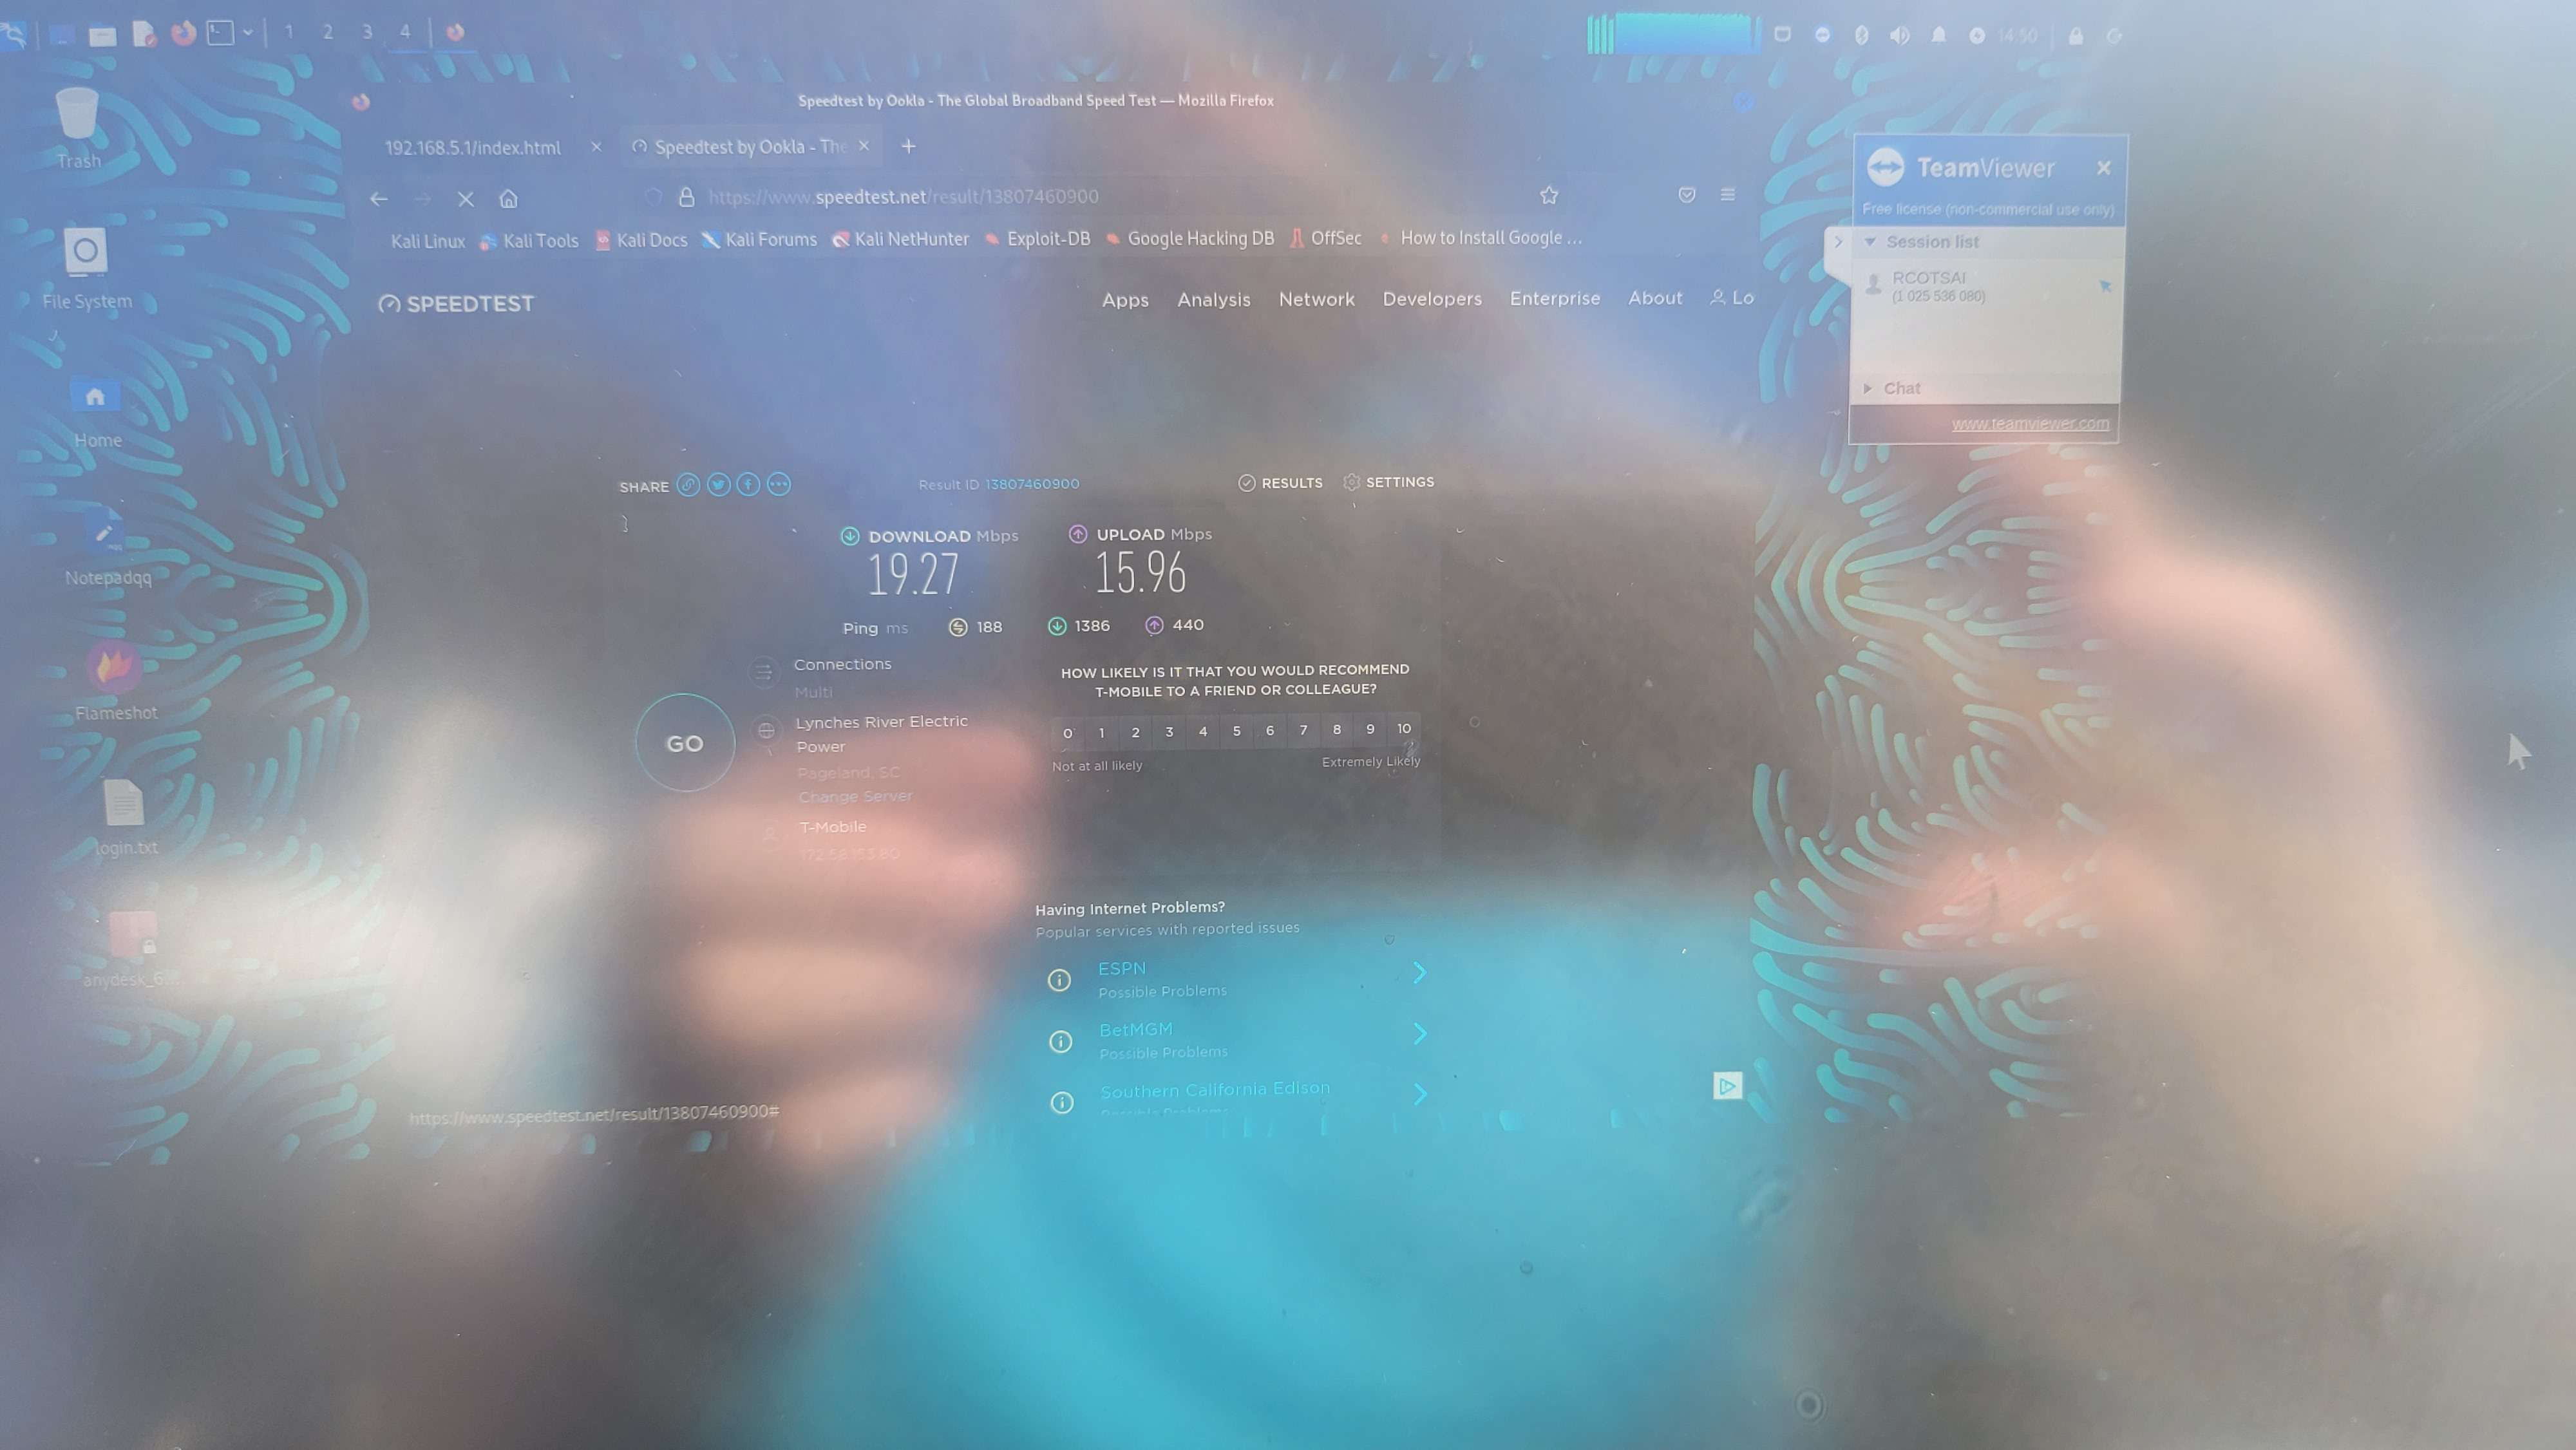 1 2 3 4
14:50
Trash
File System
Home
Notepadqq
Flameshot
login.txt
anydesk_6...
Speedtest by Ookla - The Global Broadband Speed Test — Mozilla Firefox
192.168.5.1/index.html
Speedtest by Ookla - The
https://www.speedtest.net/result/13807460900
Kali Linux Kali Tools Kali Docs Kali Forums Kali NetHunter Exploit-DB Google Hacking DB OffSec How to Install Google ...
SPEEDTEST
Apps Analysis Network Developers Enterprise About Lo
SHARE
Result ID 13807460900
RESULTS SETTINGS
DOWNLOAD Mbps
19.27
UPLOAD Mbps
15.96
Ping ms 188 1386 440
GO
Connections
Multi
Lynches River Electric
Power
Pageland, SC
Change Server
T-Mobile
HOW LIKELY IS IT THAT YOU WOULD RECOMMEND
T-MOBILE TO A FRIEND OR COLLEAGUE?
0 1 2 3 4 5 6 7 8 9 10
Not at all likely Extremely Likely
Having Internet Problems?
Popular services with reported issues
ESPN
Possible Problems
BetMGM
Possible Problems
Southern California Edison
Possible Problems
https://www.speedtest.net/result/13807460900#
TeamViewer
Free license (non-commercial use only)
Session list
RCOTSAI
(1 025 536 080)
Chat
www.teamviewer.com